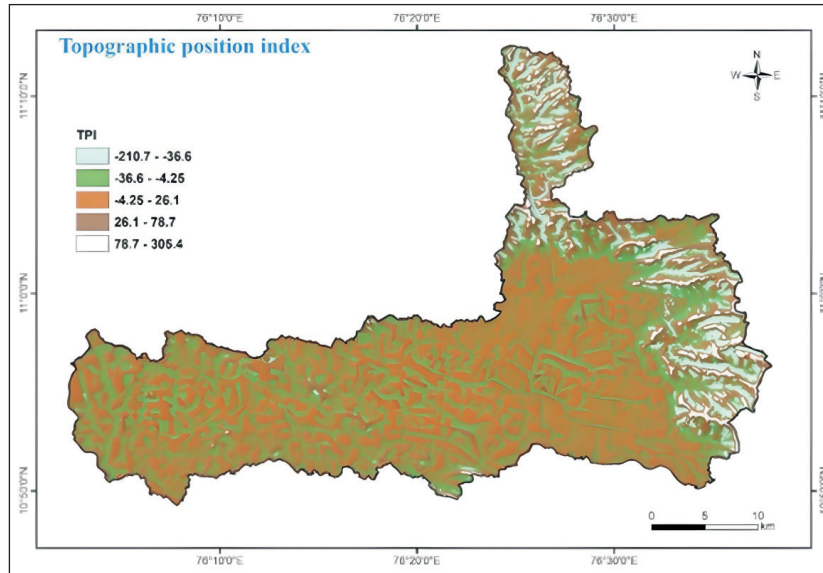 76°10'0"E 76°20'0"E 76°30'0"E
Topographic position index
N
W E
S
11°10'0"N
TPI
-210.7 - -36.6
-36.6 - -4.25
-4.25 - 26.1
26.1 - 78.7
78.7 - 305.4
11°0'0"N
10°50'0"N
0 5 10
km
76°10'0"E 76°20'0"E 76°30'0"E